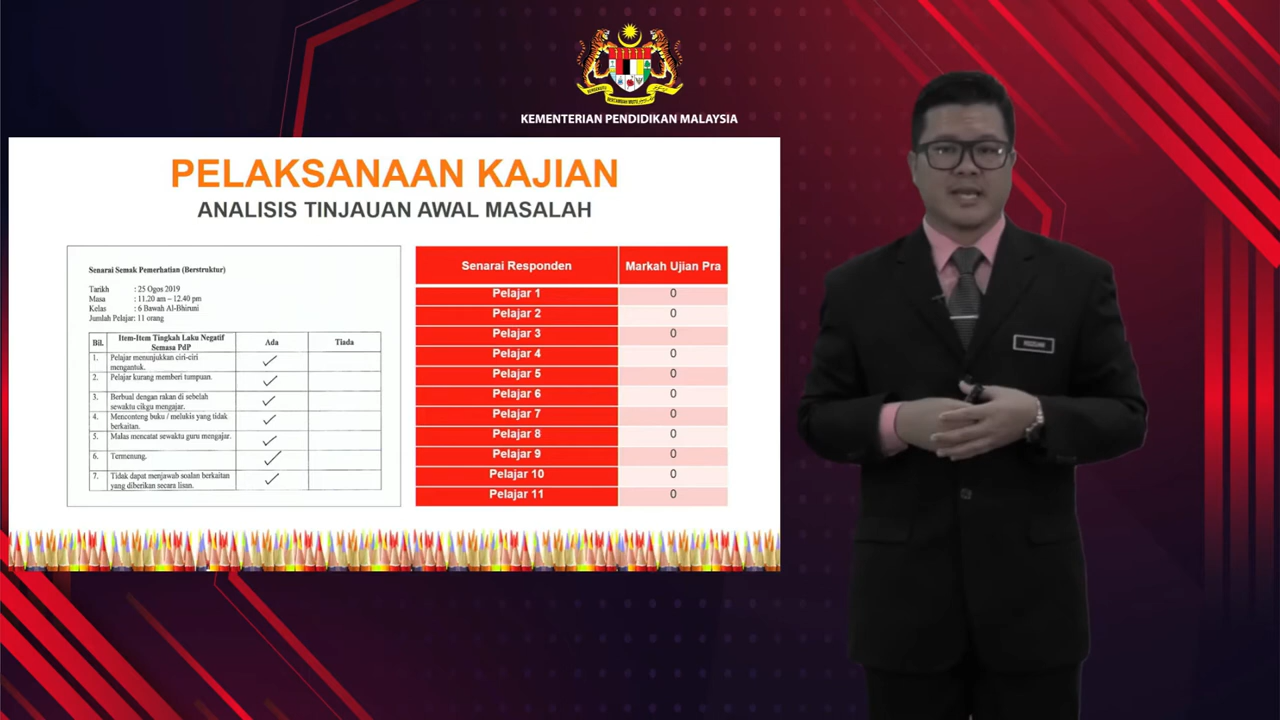 KEMENTERIAN PENDIDIKAN MALAYSIA
PELAKSANAAN KAJIAN
ANALISIS TINJAUAN AWAL MASALAH
Senarai Semak Pemerhatian (Berstruktur)
Tarikh : 25 Ogos 2019
Masa : 11.20 am – 12.40 pm
Kelas : 6 Bawah Al-Bhiruni
Jumlah Pelajar: 11 orang
Bil. Item-Item Tingkah Laku Negatif Semasa PdP Ada Tiada
1. Pelajar menunjukkan ciri-ciri
mengantuk.
2. Pelajar kurang memberi tumpuan.
3. Berbual dengan rakan di sebelah
sewaktu cikgu mengajar.
4. Menconteng buku / melukis yang tidak
berkaitan.
5. Malas mencatat sewaktu guru mengajar.
6. Termenung.
7. Tidak dapat menjawab soalan berkaitan
yang diberikan secara lisan.
Senarai Responden Markah Ujian Pra
Pelajar 1 0
Pelajar 2 0
Pelajar 3 0
Pelajar 4 0
Pelajar 5 0
Pelajar 6 0
Pelajar 7 0
Pelajar 8 0
Pelajar 9 0
Pelajar 10 0
Pelajar 11 0